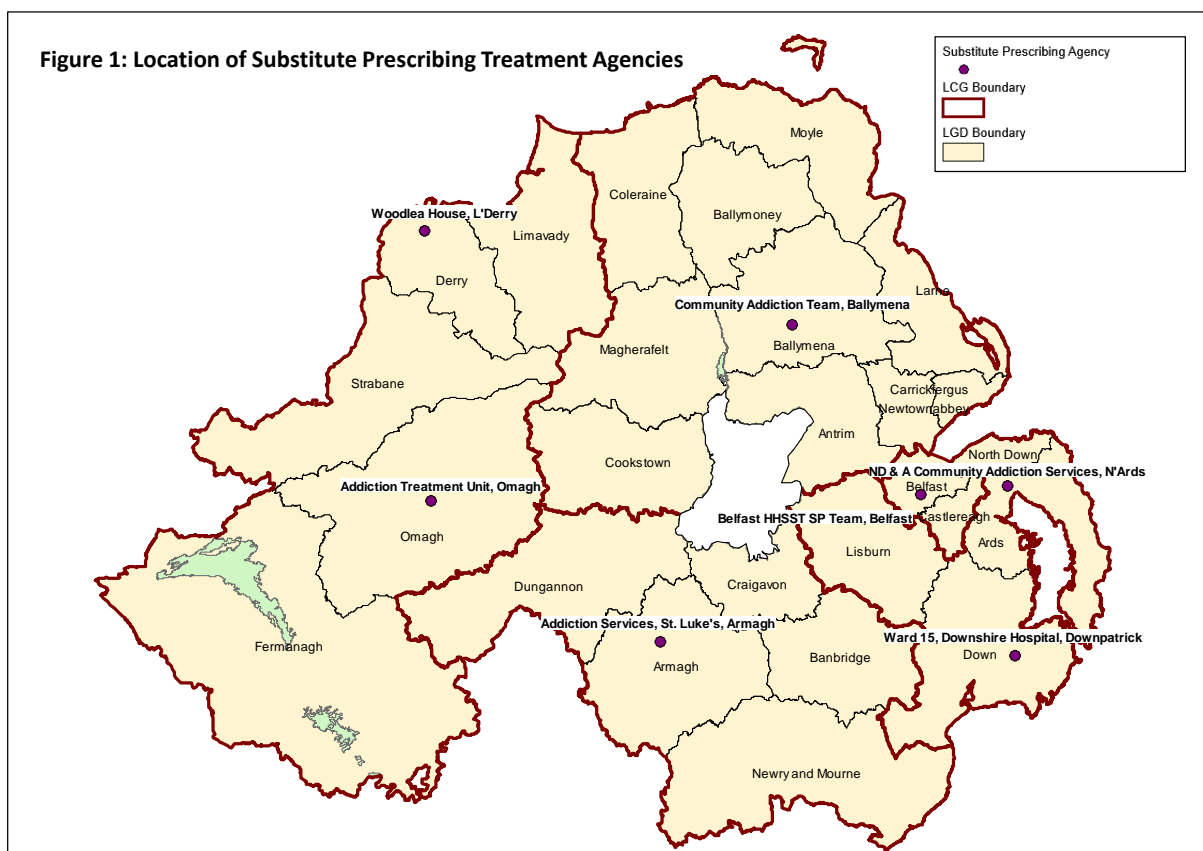 Figure 1: Location of Substitute Prescribing Treatment Agencies
Substitute Prescribing Agency
LCG Boundary
LGD Boundary
Moyle
Coleraine
Ballymoney
Woodlea House, L'Derry
Limavady
Derry
Larne
Community Addiction Team, Ballymena
Ballymena
Magherafelt
Strabane
Carrickfergus
Newtownabbey
Antrim
Cookstown
North Down
ND & A Community Addiction Services, N'Ards
Addiction Treatment Unit, Omagh
Belfast
Belfast HHSST SP Team, Belfast
Castlereagh
Omagh
Ards
Lisburn
Dungannon
Craigavon
Addiction Services, St. Luke's, Armagh
Ward 15, Downshire Hospital, Downpatrick
Fermanagh
Armagh
Banbridge
Down
Newry and Mourne